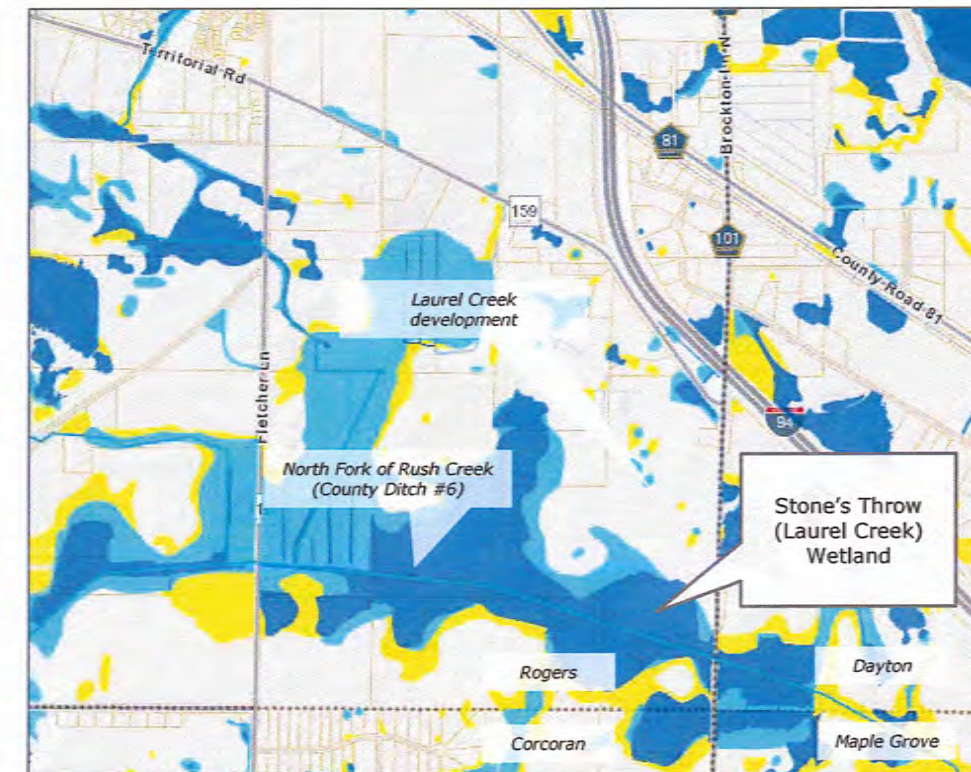 Territorial Rd
Brockton Ln N
81
159
101
County Road 81
Laurel Creek
development
Fletcher Ln
94
North Fork of Rush Creek
(County Ditch #6)
Stone's Throw
(Laurel Creek)
Wetland
Rogers
Dayton
Corcoran
Maple Grove